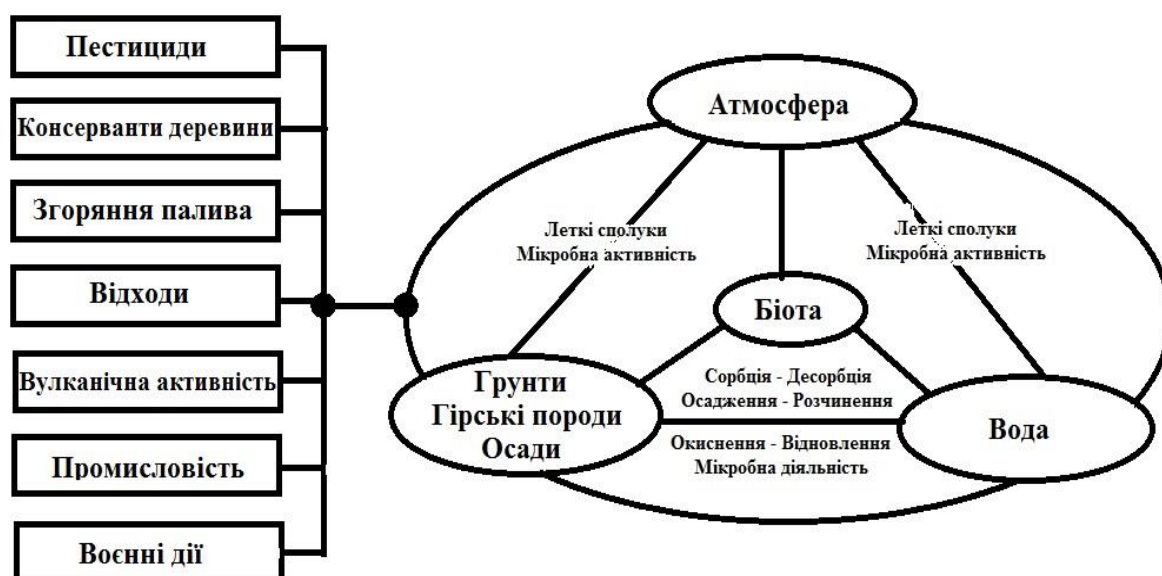 Пестициди
Консерванти деревини
Згоряння палива
Відходи
Вулканічна активність
Промисловість
Воєнні дії
Атмосфера
Леткі сполуки
Мікробна активність
Леткі сполуки
Мікробна активність
Біота
Сорбція - Десорбція
Осадження - Розчинення
Грунти
Гірські породи
Осади
Окиснення - Відновлення
Мікробна діяльність
Вода